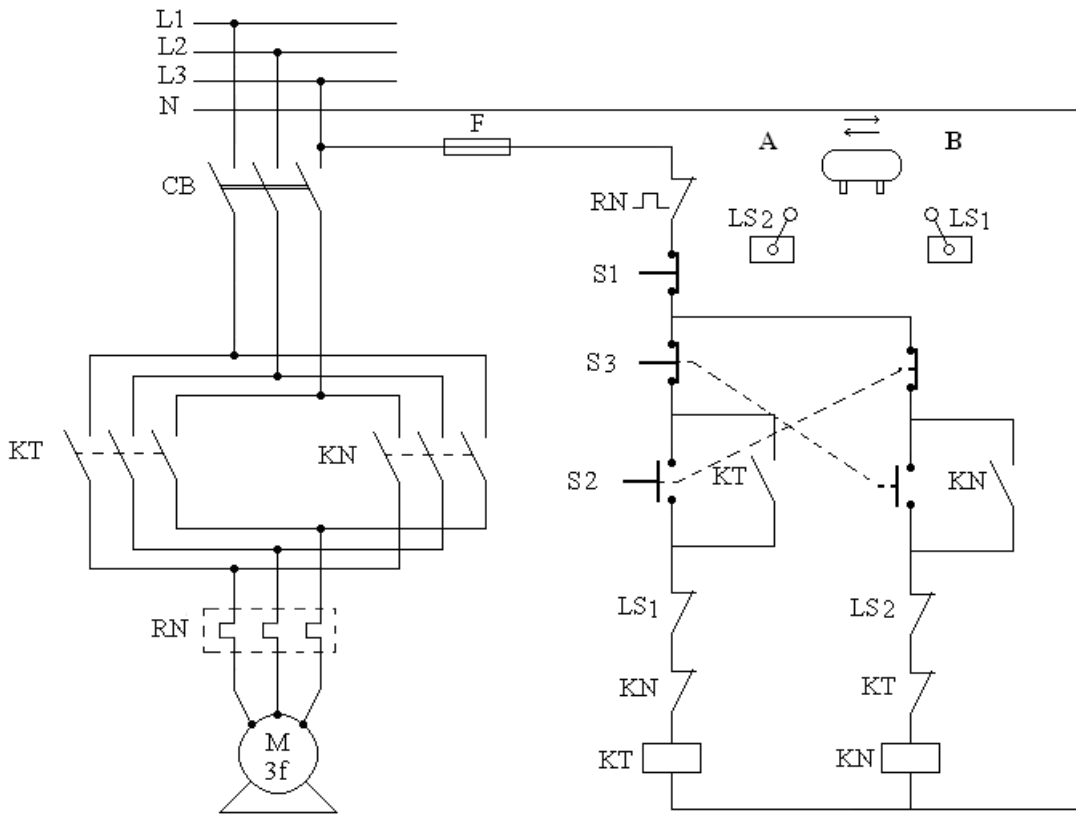 L1
L2
L3
N
F
A
B
CB
RN
LS2
LS1
S1
S3
KT
KN
S2
KT
KN
LS1
LS2
RN
KN
KT
M
3f
KT
KN